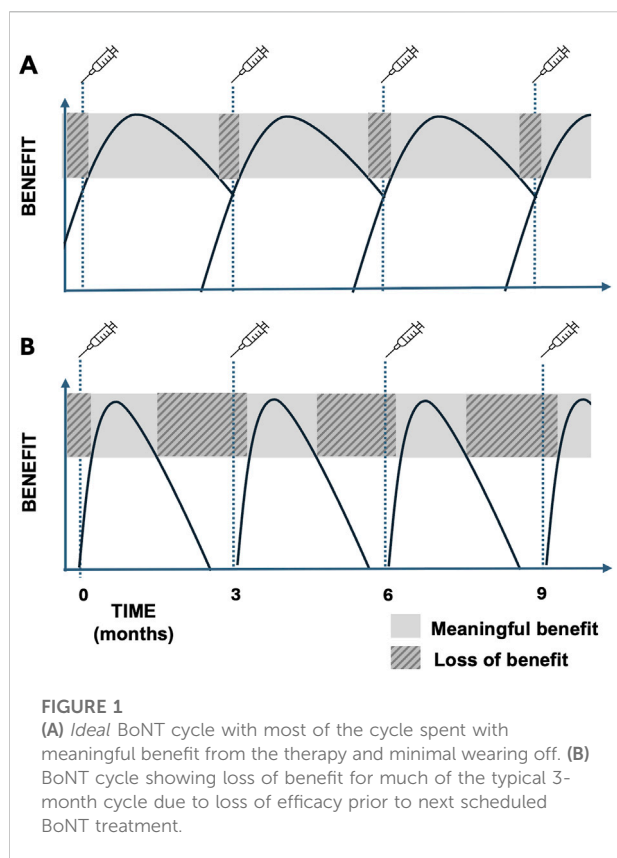 A
BENEFIT
B
BENEFIT
0 3 6 9
TIME
(months)
Meaningful benefit
Loss of benefit
FIGURE 1
(A) Ideal BoNT cycle with most of the cycle spent with
meaningful benefit from the therapy and minimal wearing off. (B)
BoNT cycle showing loss of benefit for much of the typical 3-
month cycle due to loss of efficacy prior to next scheduled
BoNT treatment.